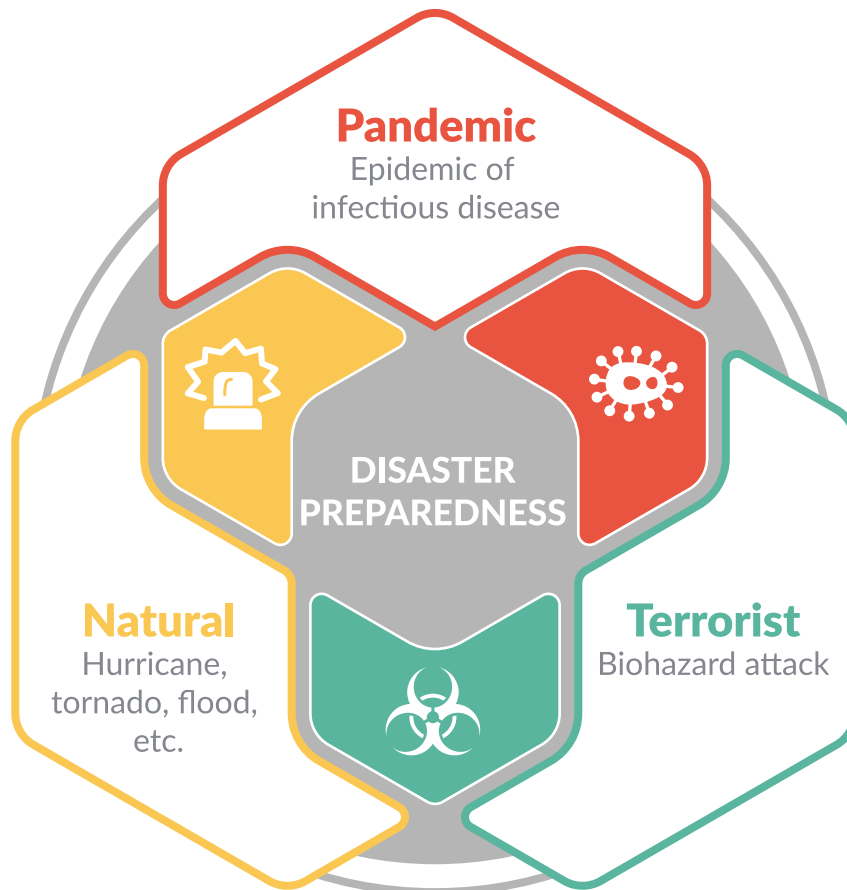 Pandemic
Epidemic of
infectious disease
DISASTER
PREPAREDNESS
Natural
Hurricane,
tornado, flood,
etc.
Terrorist
Biohazard attack